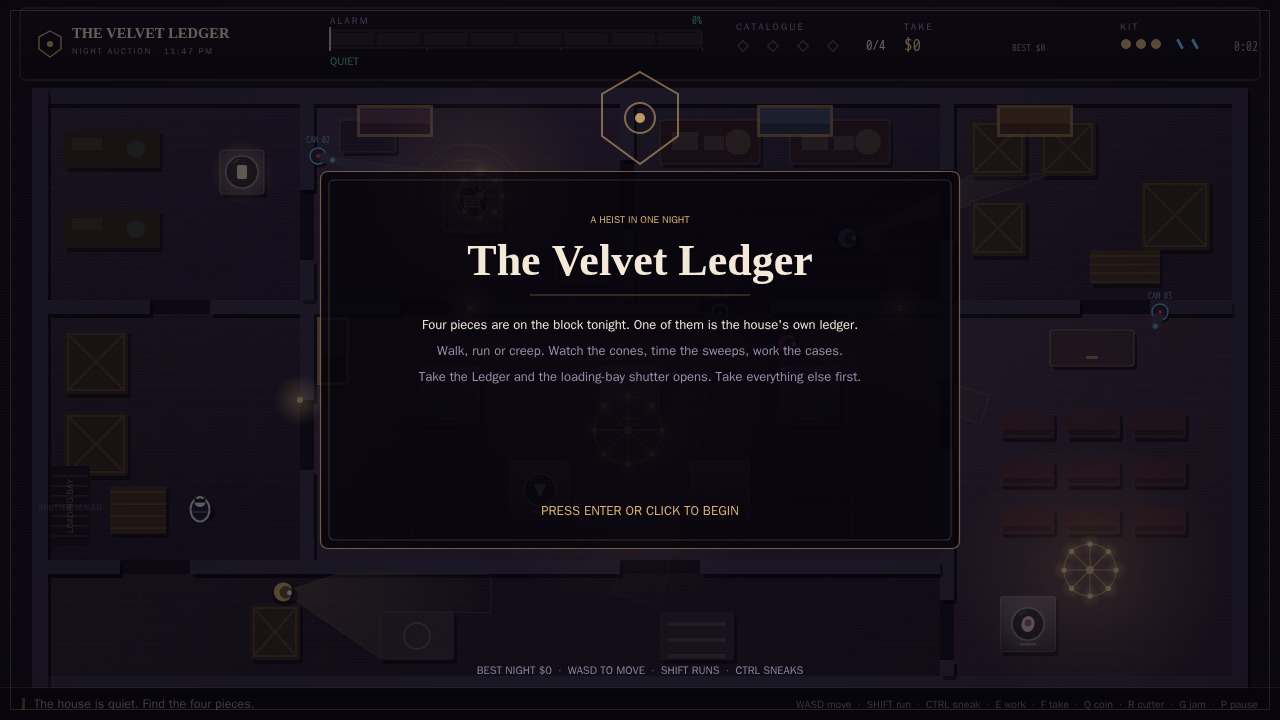 THE VELVET LEDGER
NIGHT AUCTION 11:47 PM
ALARM
0%
QUIET
CATALOGUE
0/4
TAKE
$0
BEST $0
KIT
0:02
CAM 02
CAM 03
A HEIST IN ONE NIGHT
The Velvet Ledger
Four pieces are on the block tonight. One of them is the house's own ledger.
Walk, run or creep. Watch the cones, time the sweeps, work the cases.
Take the Ledger and the loading-bay shutter opens. Take everything else first.
PRESS ENTER OR CLICK TO BEGIN
LOADING BAY
SHUTTER SEALED
BEST NIGHT $0 · WASD TO MOVE · SHIFT RUNS · CTRL SNEAKS
The house is quiet. Find the four pieces.
WASD move · SHIFT run · CTRL sneak · E work · F take · Q coin · R cutter · G jam · P pause